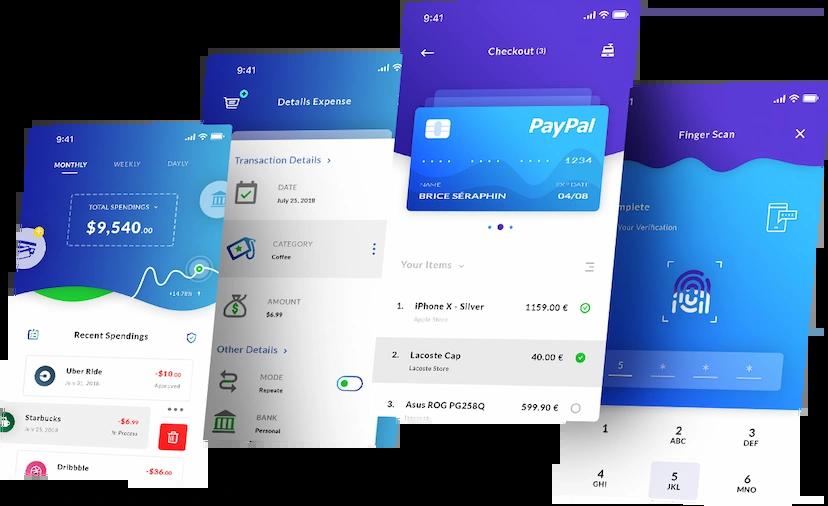 9:41
MONTHLY WEEKLY DAILY
TOTAL SPENDINGS
$9,540.00
+14.78%
Recent Spendings
Uber Ride -$10.00
July 31, 2018 Approved
Starbucks -$6.99
July 25, 2018 In Process
Dribbble -$36.00
9:41
Details Expense
Transaction Details >
DATE
July 25, 2018
CATEGORY
Coffee
AMOUNT
$6.99
Other Details >
MODE
Repeate
BANK
Personal
9:41
Checkout (3)
PayPal
1234
NAME EXP DATE
BRICE SÉRAPHIN 04/08
Your Items
1. iPhone X - Silver 1159.00 €
Apple Store
2. Lacoste Cap 40.00 €
Lacoste Store
3. Asus ROG PG258Q 599.90 €
Finger Scan
mplete
Your Verification
5 * * *
1 2 3
ABC DEF
4 5 6
GHI JKL MNO